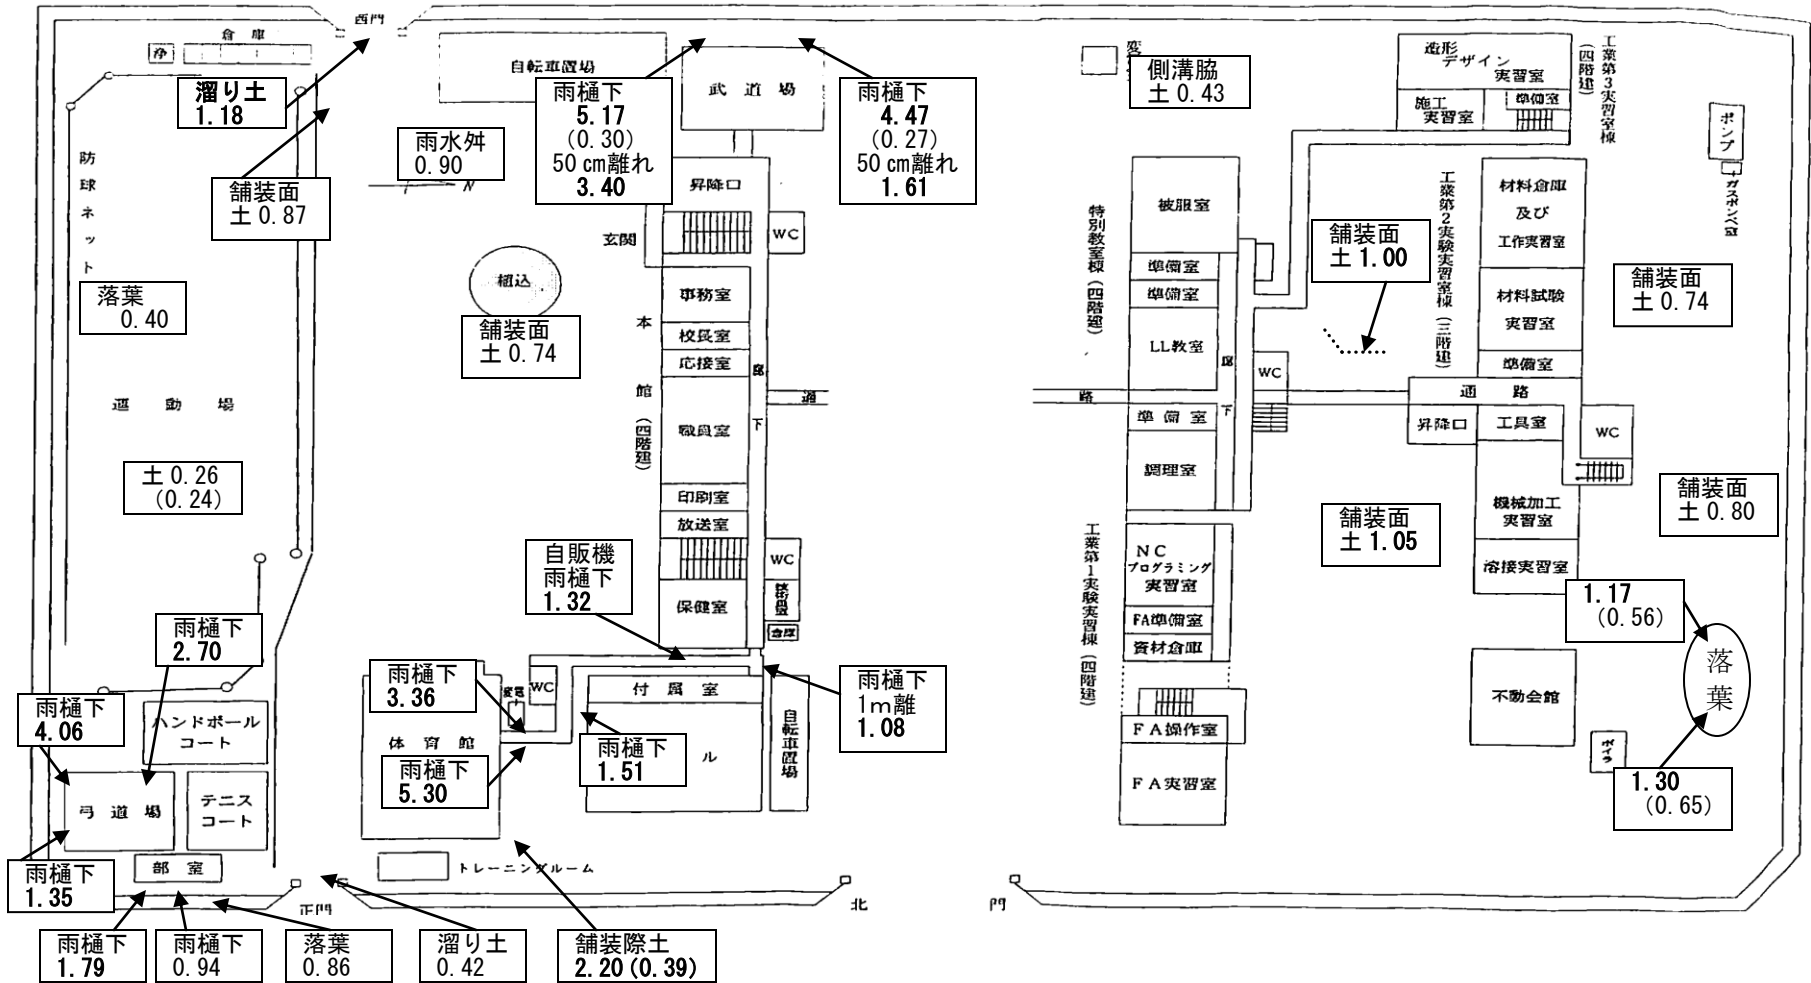 西門
倉庫
浄
自転車置場
武道場
溜り土
1.18
雨樋下
5.17
(0.30)
50㎝離れ
3.40
雨樋下
4.47
(0.27)
50㎝離れ
1.61
側溝脇
土 0.43
造形
デザイン
実習室
施工
実習室
準備室
工業第3実習室棟
(四階建)
ポンプ
ガスボンベ室
雨水舛
0.90
N
舗装面
土 0.87
防球ネット
昇降口
玄関
WC
植込
事務室
本館(四階建)
校長室
応接室
廊下
職員室
通路
印刷室
放送室
WC
保健室
倉庫
落葉
0.40
舗装面
土 0.74
運動場
土 0.26
(0.24)
被服室
準備室
準備室
特別教室棟(四階建)
LL教室
廊下
WC
準備室
調理室
工業第2実験実習室棟(三階建)
材料倉庫
及び
工作実習室
舗装面
土 1.00
舗装面
土 0.74
材料試験
実習室
準備室
通路
昇降口
工具室
WC
機械加工
実習室
溶接実習室
舗装面
土 0.80
舗装面
土 1.05
工業第1実験実習棟(四階建)
NC
プログラミング
実習室
FA準備室
資材倉庫
FA操作室
FA実習室
自販機
雨樋下
1.32
雨樋下
2.70
雨樋下
3.36
変電
WC
付属室
雨樋下
1m離
1.08
1.17
(0.56)
落葉
1.30
(0.65)
不動会館
ボイラ
雨樋下
4.06
ハンドボール
コート
体育館
雨樋下
1.51
ル
自転車置場
雨樋下
5.30
弓道場
テニス
コート
部室
トレーニングルーム
雨樋下
1.35
正門
北門
雨樋下
1.79
雨樋下
0.94
落葉
0.86
溜り土
0.42
舗装際土
2.20(0.39)